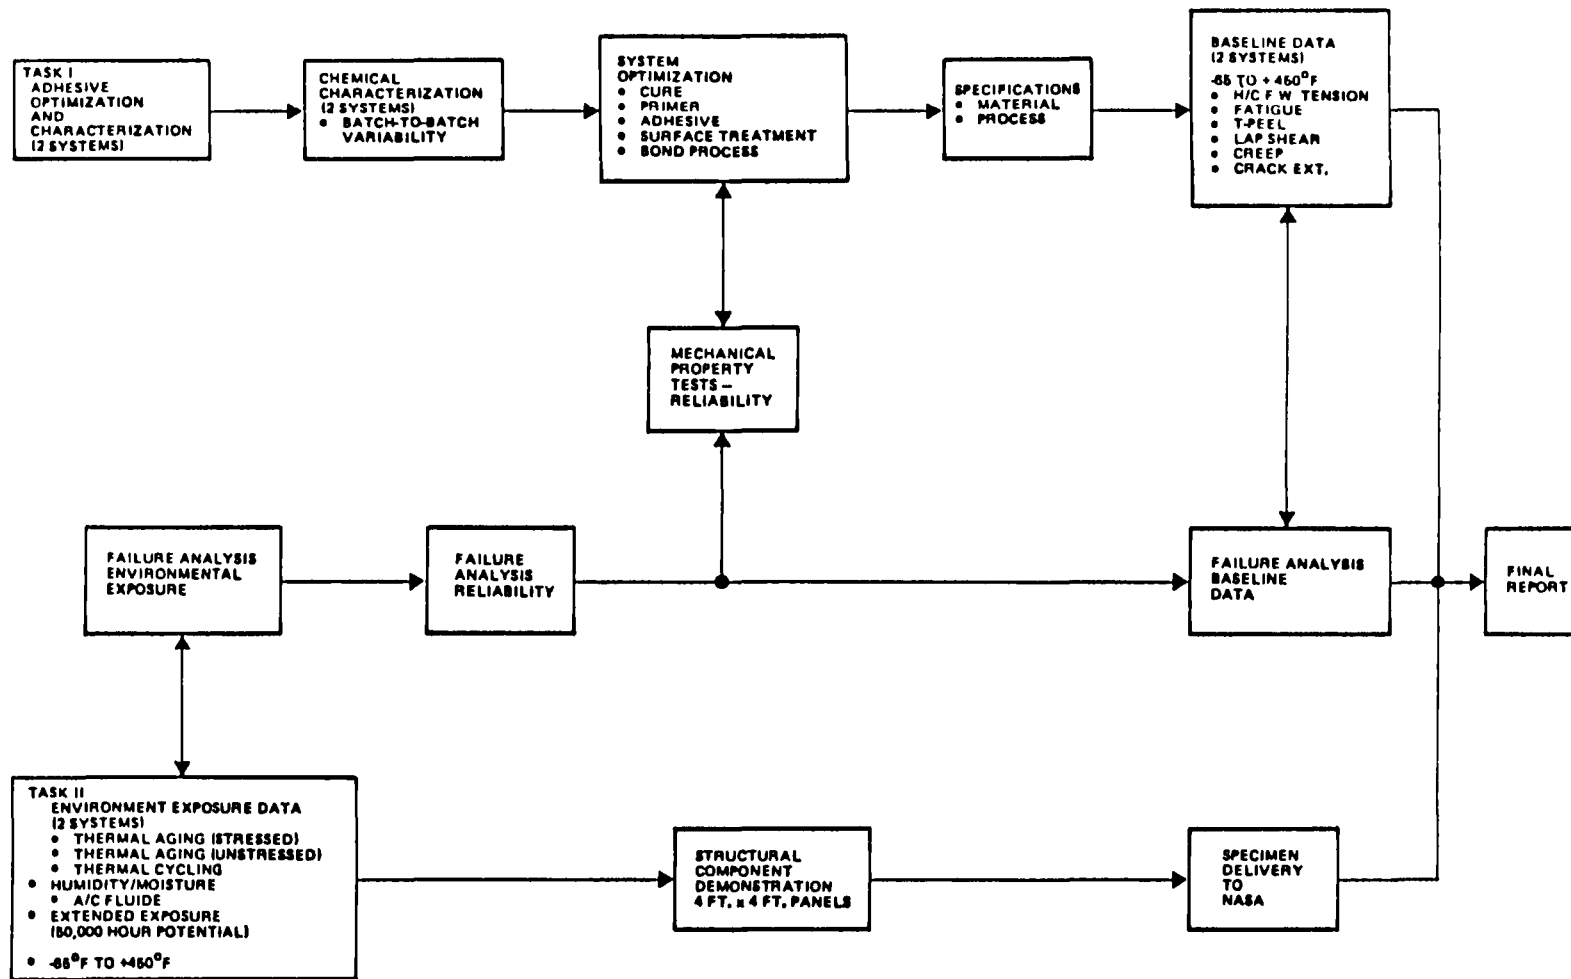 TASK I
ADHESIVE
OPTIMIZATION
AND
CHARACTERIZATION
(2 SYSTEMS)
CHEMICAL
CHARACTERIZATION
(2 SYSTEMS)
• BATCH-TO-BATCH
VARIABILITY
SYSTEM
OPTIMIZATION
• CURE
• PRIMER
• ADHESIVE
• SURFACE TREATMENT
• BOND PROCESS
SPECIFICATIONS
• MATERIAL
• PROCESS
BASELINE DATA
(2 SYSTEMS)
-65 TO + 450°F
• H/C F W TENSION
• FATIGUE
• T-PEEL
• LAP SHEAR
• CREEP
• CRACK EXT.
MECHANICAL
PROPERTY
TESTS –
RELIABILITY
FAILURE ANALYSIS
ENVIRONMENTAL
EXPOSURE
FAILURE
ANALYSIS
RELIABILITY
FAILURE ANALYSIS
BASELINE
DATA
FINAL
REPORT
TASK II
ENVIRONMENT EXPOSURE DATA
(2 SYSTEMS)
• THERMAL AGING (STRESSED)
• THERMAL AGING (UNSTRESSED)
• THERMAL CYCLING
• HUMIDITY/MOISTURE
• A/C FLUIDE
• EXTENDED EXPOSURE
(50,000 HOUR POTENTIAL)
• -65°F TO +450°F
STRUCTURAL
COMPONENT
DEMONSTRATION
4 FT. x 4 FT. PANELS
SPECIMEN
DELIVERY
TO
NASA